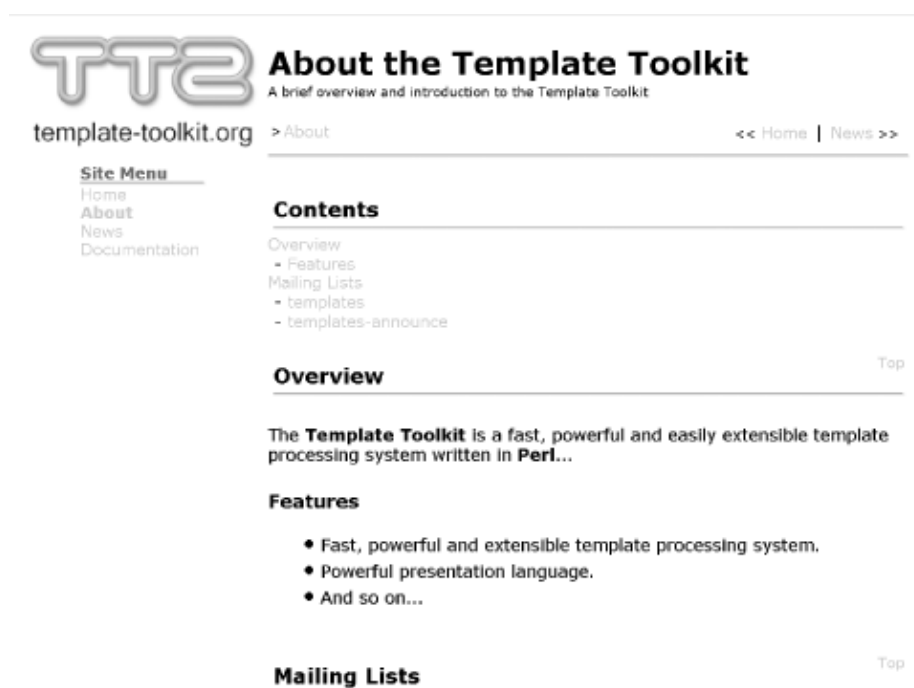 TT2
About the Template Toolkit
A brief overview and introduction to the Template Toolkit
template-toolkit.org
> About
<< Home | News >>
Site Menu
Home
About
News
Documentation
Contents
Overview
- Features
Mailing Lists
- templates
- templates-announce
Top
Overview
The Template Toolkit is a fast, powerful and easily extensible template
processing system written in Perl...
Features
• Fast, powerful and extensible template processing system.
• Powerful presentation language.
• And so on...
Top
Mailing Lists